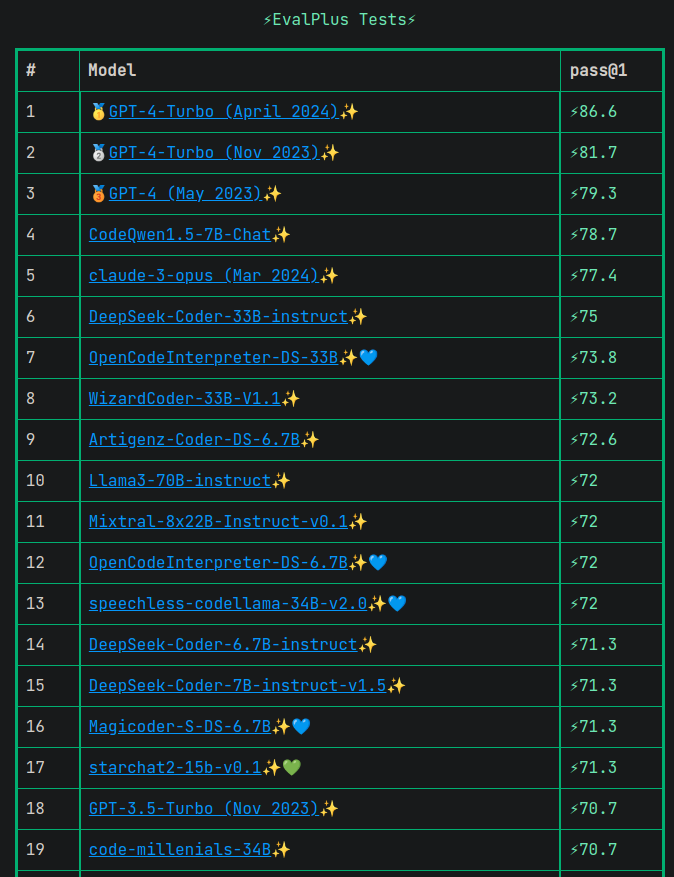 ⚡EvalPlus Tests⚡
# Model pass@1
1 🥇GPT-4-Turbo (April 2024)✨ ⚡86.6
2 🥈GPT-4-Turbo (Nov 2023)✨ ⚡81.7
3 🥉GPT-4 (May 2023)✨ ⚡79.3
4 CodeQwen1.5-7B-Chat✨ ⚡78.7
5 claude-3-opus (Mar 2024)✨ ⚡77.4
6 DeepSeek-Coder-33B-instruct✨ ⚡75
7 OpenCodeInterpreter-DS-33B✨💙 ⚡73.8
8 WizardCoder-33B-V1.1✨ ⚡73.2
9 Artigenz-Coder-DS-6.7B✨ ⚡72.6
10 Llama3-70B-instruct✨ ⚡72
11 Mixtral-8x22B-Instruct-v0.1✨ ⚡72
12 OpenCodeInterpreter-DS-6.7B✨💙 ⚡72
13 speechless-codellama-34B-v2.0✨💙 ⚡72
14 DeepSeek-Coder-6.7B-instruct✨ ⚡71.3
15 DeepSeek-Coder-7B-instruct-v1.5✨ ⚡71.3
16 Magicoder-S-DS-6.7B✨💙 ⚡71.3
17 starchat2-15b-v0.1✨💚 ⚡71.3
18 GPT-3.5-Turbo (Nov 2023)✨ ⚡70.7
19 code-millenials-34B✨ ⚡70.7